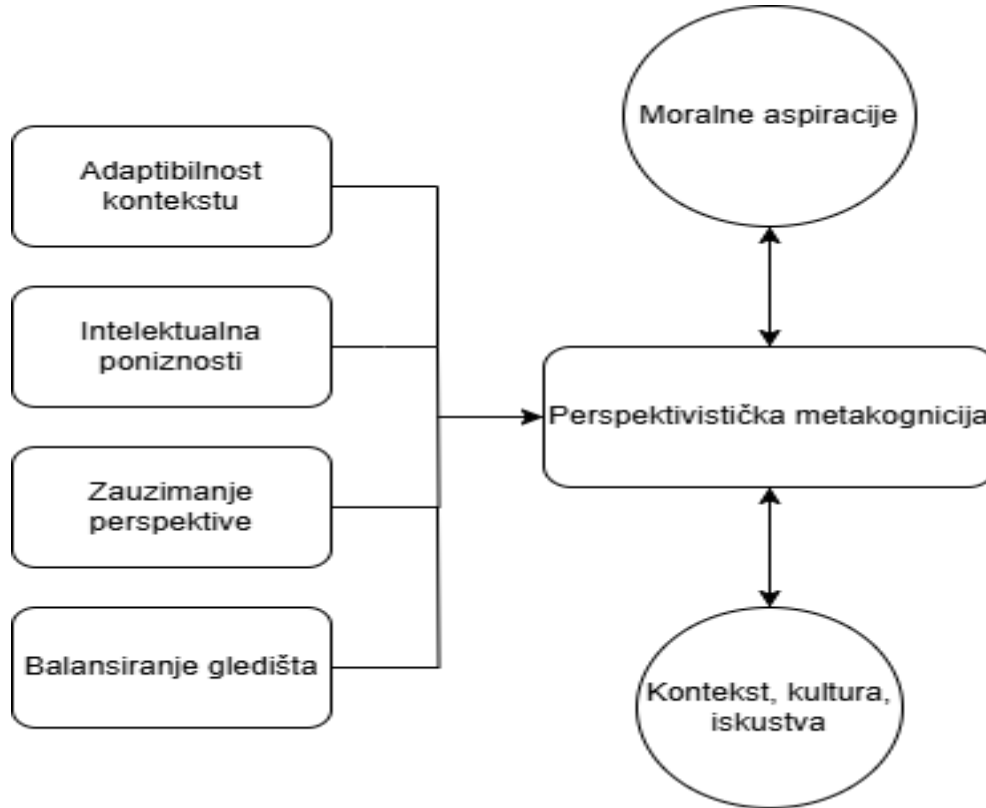 Moralne aspiracije
Adaptibilnost
kontekstu
Intelektualna
poniznosti
Perspektivistička metakognicija
Zauzimanje
perspektive
Balansiranje gledišta
Kontekst, kultura,
iskustva